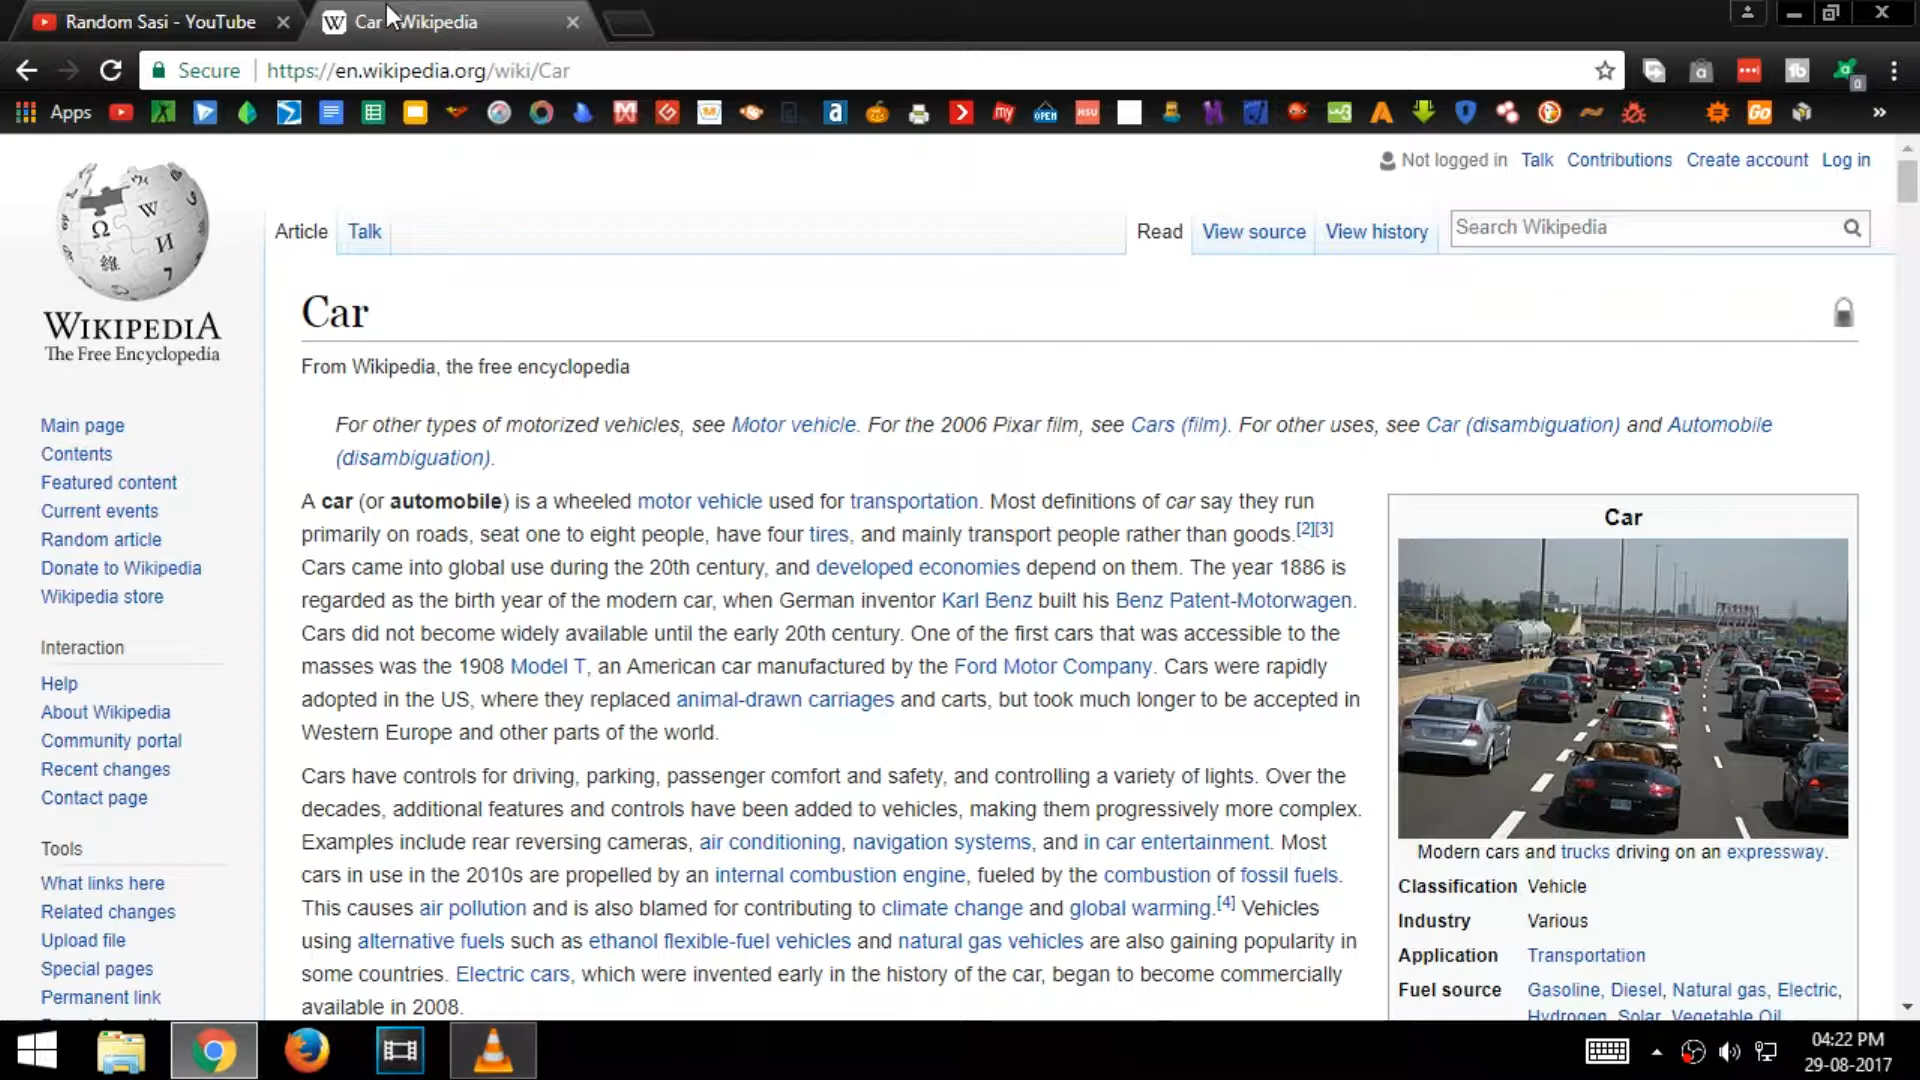 Random Sasi - YouTube
Car - Wikipedia
Secure
https://en.wikipedia.org/wiki/Car
Apps
Not logged in Talk Contributions Create account Log in
Article Talk
Read View source View history
Search Wikipedia
WIKIPEDIA
The Free Encyclopedia
Car
From Wikipedia, the free encyclopedia
For other types of motorized vehicles, see Motor vehicle. For the 2006 Pixar film, see Cars (film). For other uses, see Car (disambiguation) and Automobile
(disambiguation).
A car (or automobile) is a wheeled motor vehicle used for transportation. Most definitions of car say they run
primarily on roads, seat one to eight people, have four tires, and mainly transport people rather than goods.[2][3]
Cars came into global use during the 20th century, and developed economies depend on them. The year 1886 is
regarded as the birth year of the modern car, when German inventor Karl Benz built his Benz Patent-Motorwagen.
Cars did not become widely available until the early 20th century. One of the first cars that was accessible to the
masses was the 1908 Model T, an American car manufactured by the Ford Motor Company. Cars were rapidly
adopted in the US, where they replaced animal-drawn carriages and carts, but took much longer to be accepted in
Western Europe and other parts of the world.
Cars have controls for driving, parking, passenger comfort and safety, and controlling a variety of lights. Over the
decades, additional features and controls have been added to vehicles, making them progressively more complex.
Examples include rear reversing cameras, air conditioning, navigation systems, and in car entertainment. Most
cars in use in the 2010s are propelled by an internal combustion engine, fueled by the combustion of fossil fuels.
This causes air pollution and is also blamed for contributing to climate change and global warming.[4] Vehicles
using alternative fuels such as ethanol flexible-fuel vehicles and natural gas vehicles are also gaining popularity in
some countries. Electric cars, which were invented early in the history of the car, began to become commercially
available in 2008.
Main page
Contents
Featured content
Current events
Random article
Donate to Wikipedia
Wikipedia store
Interaction
Help
About Wikipedia
Community portal
Recent changes
Contact page
Tools
What links here
Related changes
Upload file
Special pages
Permanent link
Car
Modern cars and trucks driving on an expressway.
Classification Vehicle
Industry Various
Application Transportation
Fuel source Gasoline, Diesel, Natural gas, Electric,
Hydrogen, Solar, Vegetable Oil
04:22 PM
29-08-2017